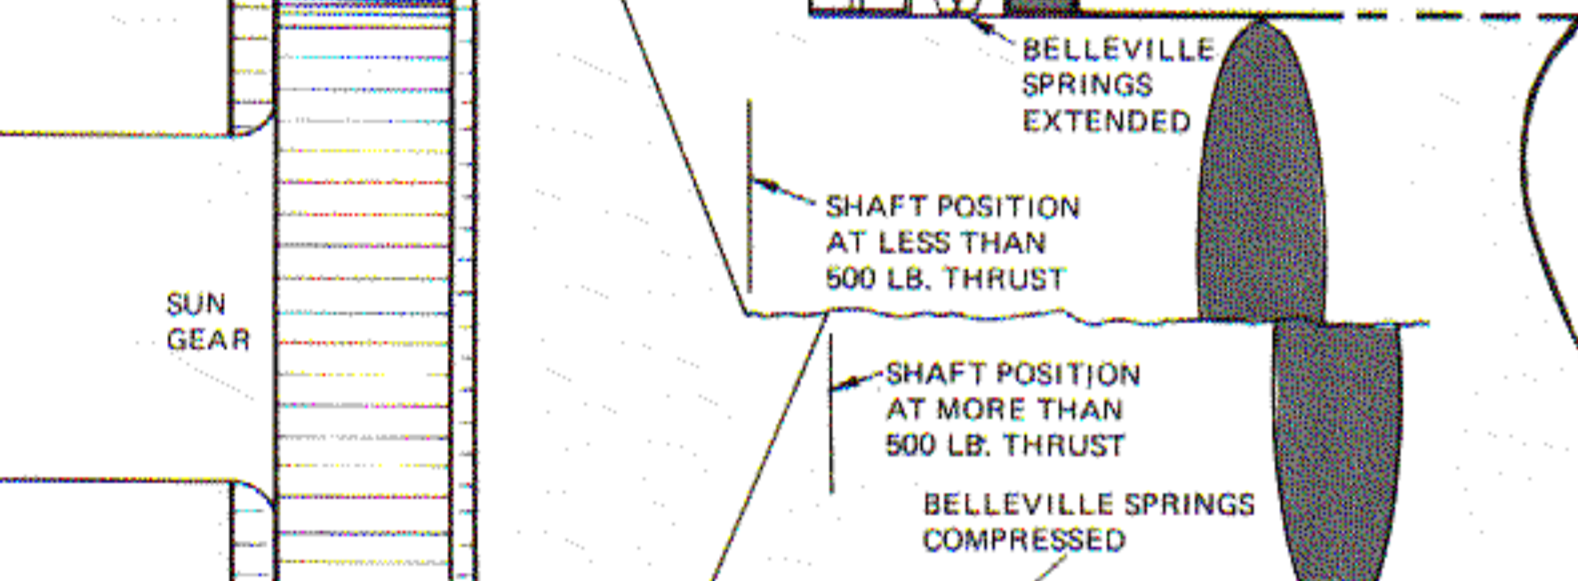 BELLEVILLE
SPRINGS
EXTENDED
SHAFT POSITION
AT LESS THAN
500 LB. THRUST
SUN
GEAR
SHAFT POSITION
AT MORE THAN
500 LB. THRUST
BELLEVILLE SPRINGS
COMPRESSED